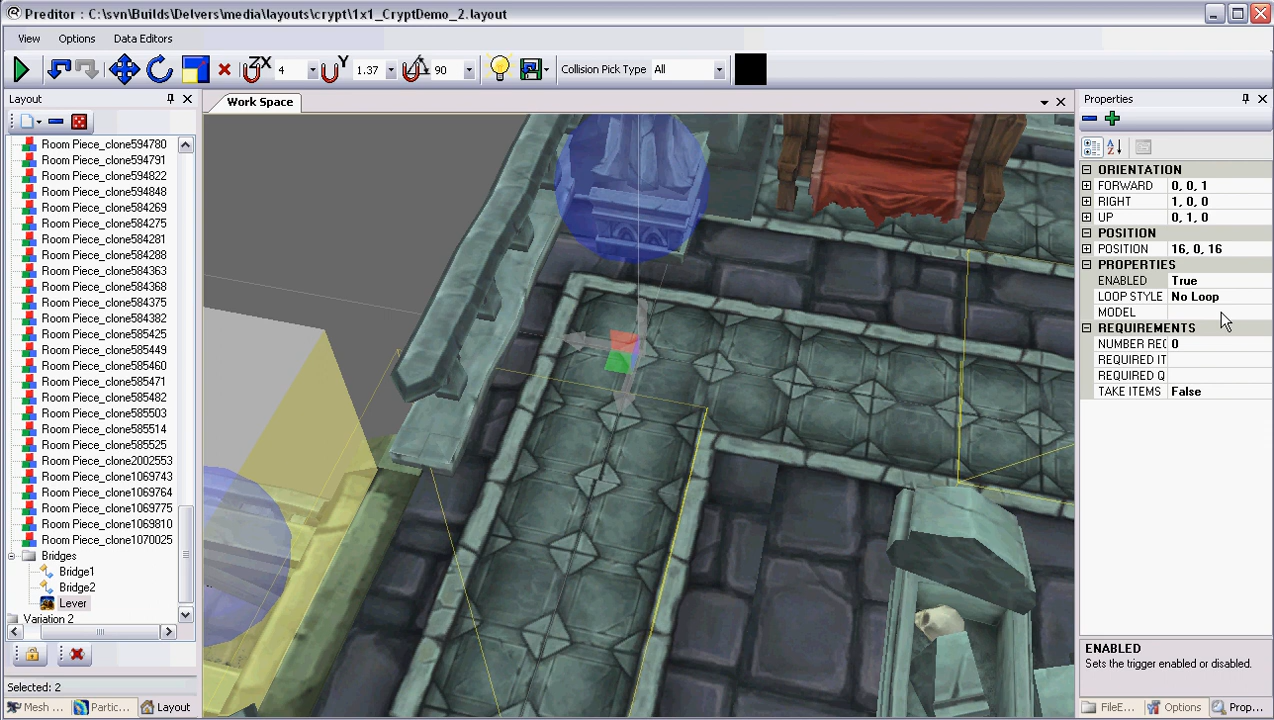 Preditor : C:\svn\Builds\Delvers\media\layouts\crypt\1x1_CryptDemo_2.layout
View Options Data Editors
ZX 4 Y 1.37 90 Collision Pick Type All
Layout
Work Space
Properties
Room Piece_clone594780
Room Piece_clone594791
Room Piece_clone594822
Room Piece_clone594848
Room Piece_clone584269
Room Piece_clone584275
Room Piece_clone584281
Room Piece_clone584288
Room Piece_clone584363
Room Piece_clone584368
Room Piece_clone584375
Room Piece_clone584382
Room Piece_clone585425
Room Piece_clone585449
Room Piece_clone585460
Room Piece_clone585471
Room Piece_clone585482
Room Piece_clone585503
Room Piece_clone585514
Room Piece_clone585525
Room Piece_clone2002553
Room Piece_clone1069743
Room Piece_clone1069764
Room Piece_clone1069775
Room Piece_clone1069810
Room Piece_clone1070025
Bridges
Bridge1
Bridge2
Lever
Variation 2
Selected: 2
Mesh ... Partic... Layout
ORIENTATION
FORWARD 0, 0, 1
RIGHT 1, 0, 0
UP 0, 1, 0
POSITION
POSITION 16, 0, 16
PROPERTIES
ENABLED True
LOOP STYLE No Loop
MODEL
REQUIREMENTS
NUMBER REQ 0
REQUIRED IT
REQUIRED Q
TAKE ITEMS False
ENABLED
Sets the trigger enabled or disabled.
FileE... Options Prop...